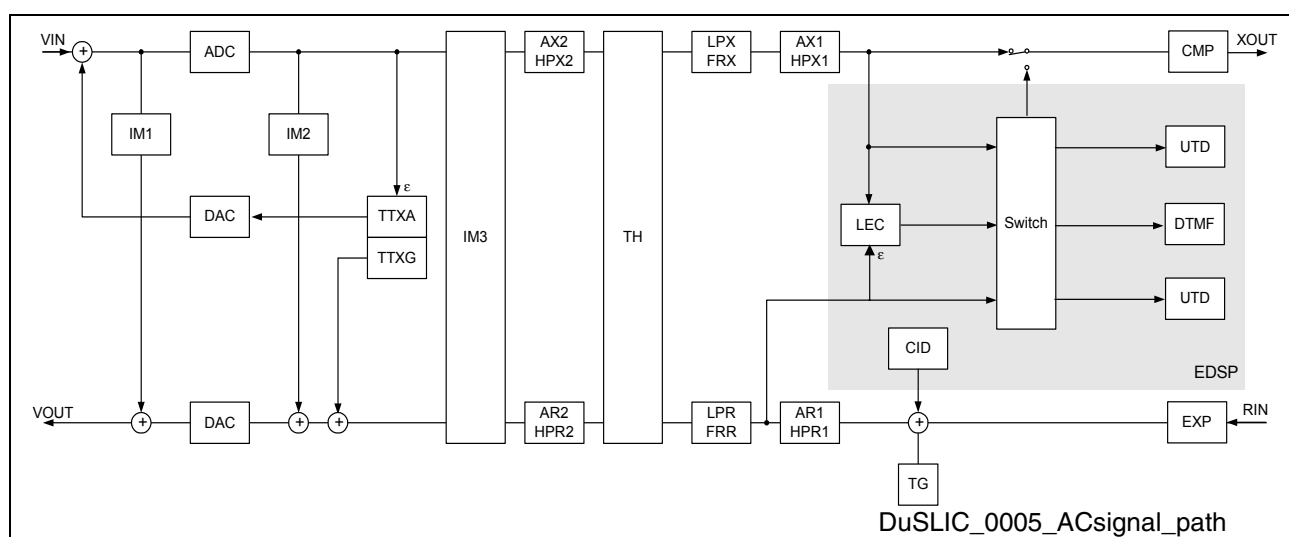 VIN
ADC
AX2
HPX2
LPX
FRX
AX1
HPX1
CMP
XOUT
IM1
IM2
ε
DAC
TTXA
TTXG
IM3
TH
LEC
ε
Switch
UTD
DTMF
UTD
CID
EDSP
VOUT
DAC
AR2
HPR2
LPR
FRR
AR1
HPR1
EXP
RIN
TG
DuSLIC_0005_ACsignal_path